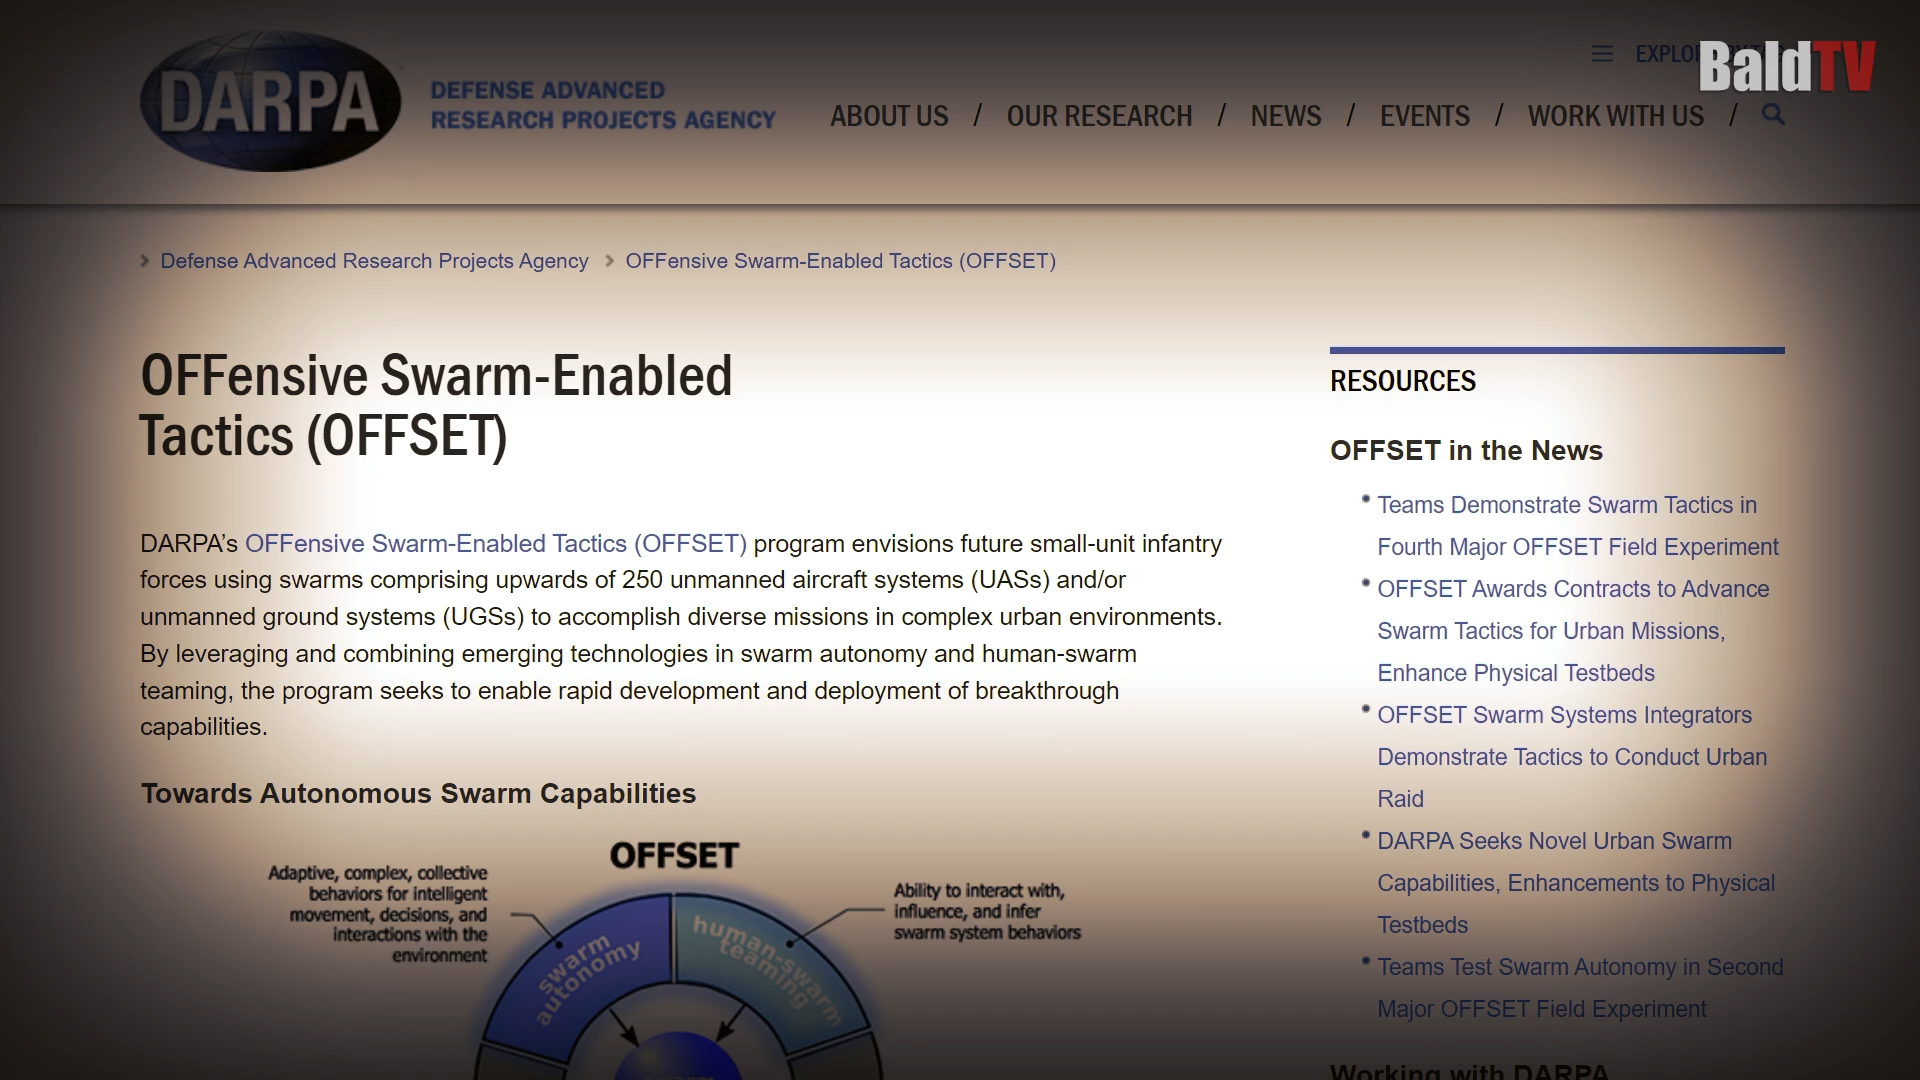 DARPA
DEFENSE ADVANCED
RESEARCH PROJECTS AGENCY
BaldTV
ABOUT US / OUR RESEARCH / NEWS / EVENTS / WORK WITH US /
Defense Advanced Research Projects Agency > OFFensive Swarm-Enabled Tactics (OFFSET)
OFFensive Swarm-Enabled
Tactics (OFFSET)
DARPA’s OFFensive Swarm-Enabled Tactics (OFFSET) program envisions future small-unit infantry
forces using swarms comprising upwards of 250 unmanned aircraft systems (UASs) and/or
unmanned ground systems (UGSs) to accomplish diverse missions in complex urban environments.
By leveraging and combining emerging technologies in swarm autonomy and human-swarm
teaming, the program seeks to enable rapid development and deployment of breakthrough
capabilities.
Towards Autonomous Swarm Capabilities
OFFSET
Adaptive, complex, collective
behaviors for intelligent
movement, decisions, and
interactions with the
environment
swarm
autonomy
human-swarm
teaming
Ability to interact with,
influence, and infer
swarm system behaviors
RESOURCES
OFFSET in the News
Teams Demonstrate Swarm Tactics in
Fourth Major OFFSET Field Experiment
OFFSET Awards Contracts to Advance
Swarm Tactics for Urban Missions,
Enhance Physical Testbeds
OFFSET Swarm Systems Integrators
Demonstrate Tactics to Conduct Urban
Raid
DARPA Seeks Novel Urban Swarm
Capabilities, Enhancements to Physical
Testbeds
Teams Test Swarm Autonomy in Second
Major OFFSET Field Experiment
Working with DARPA